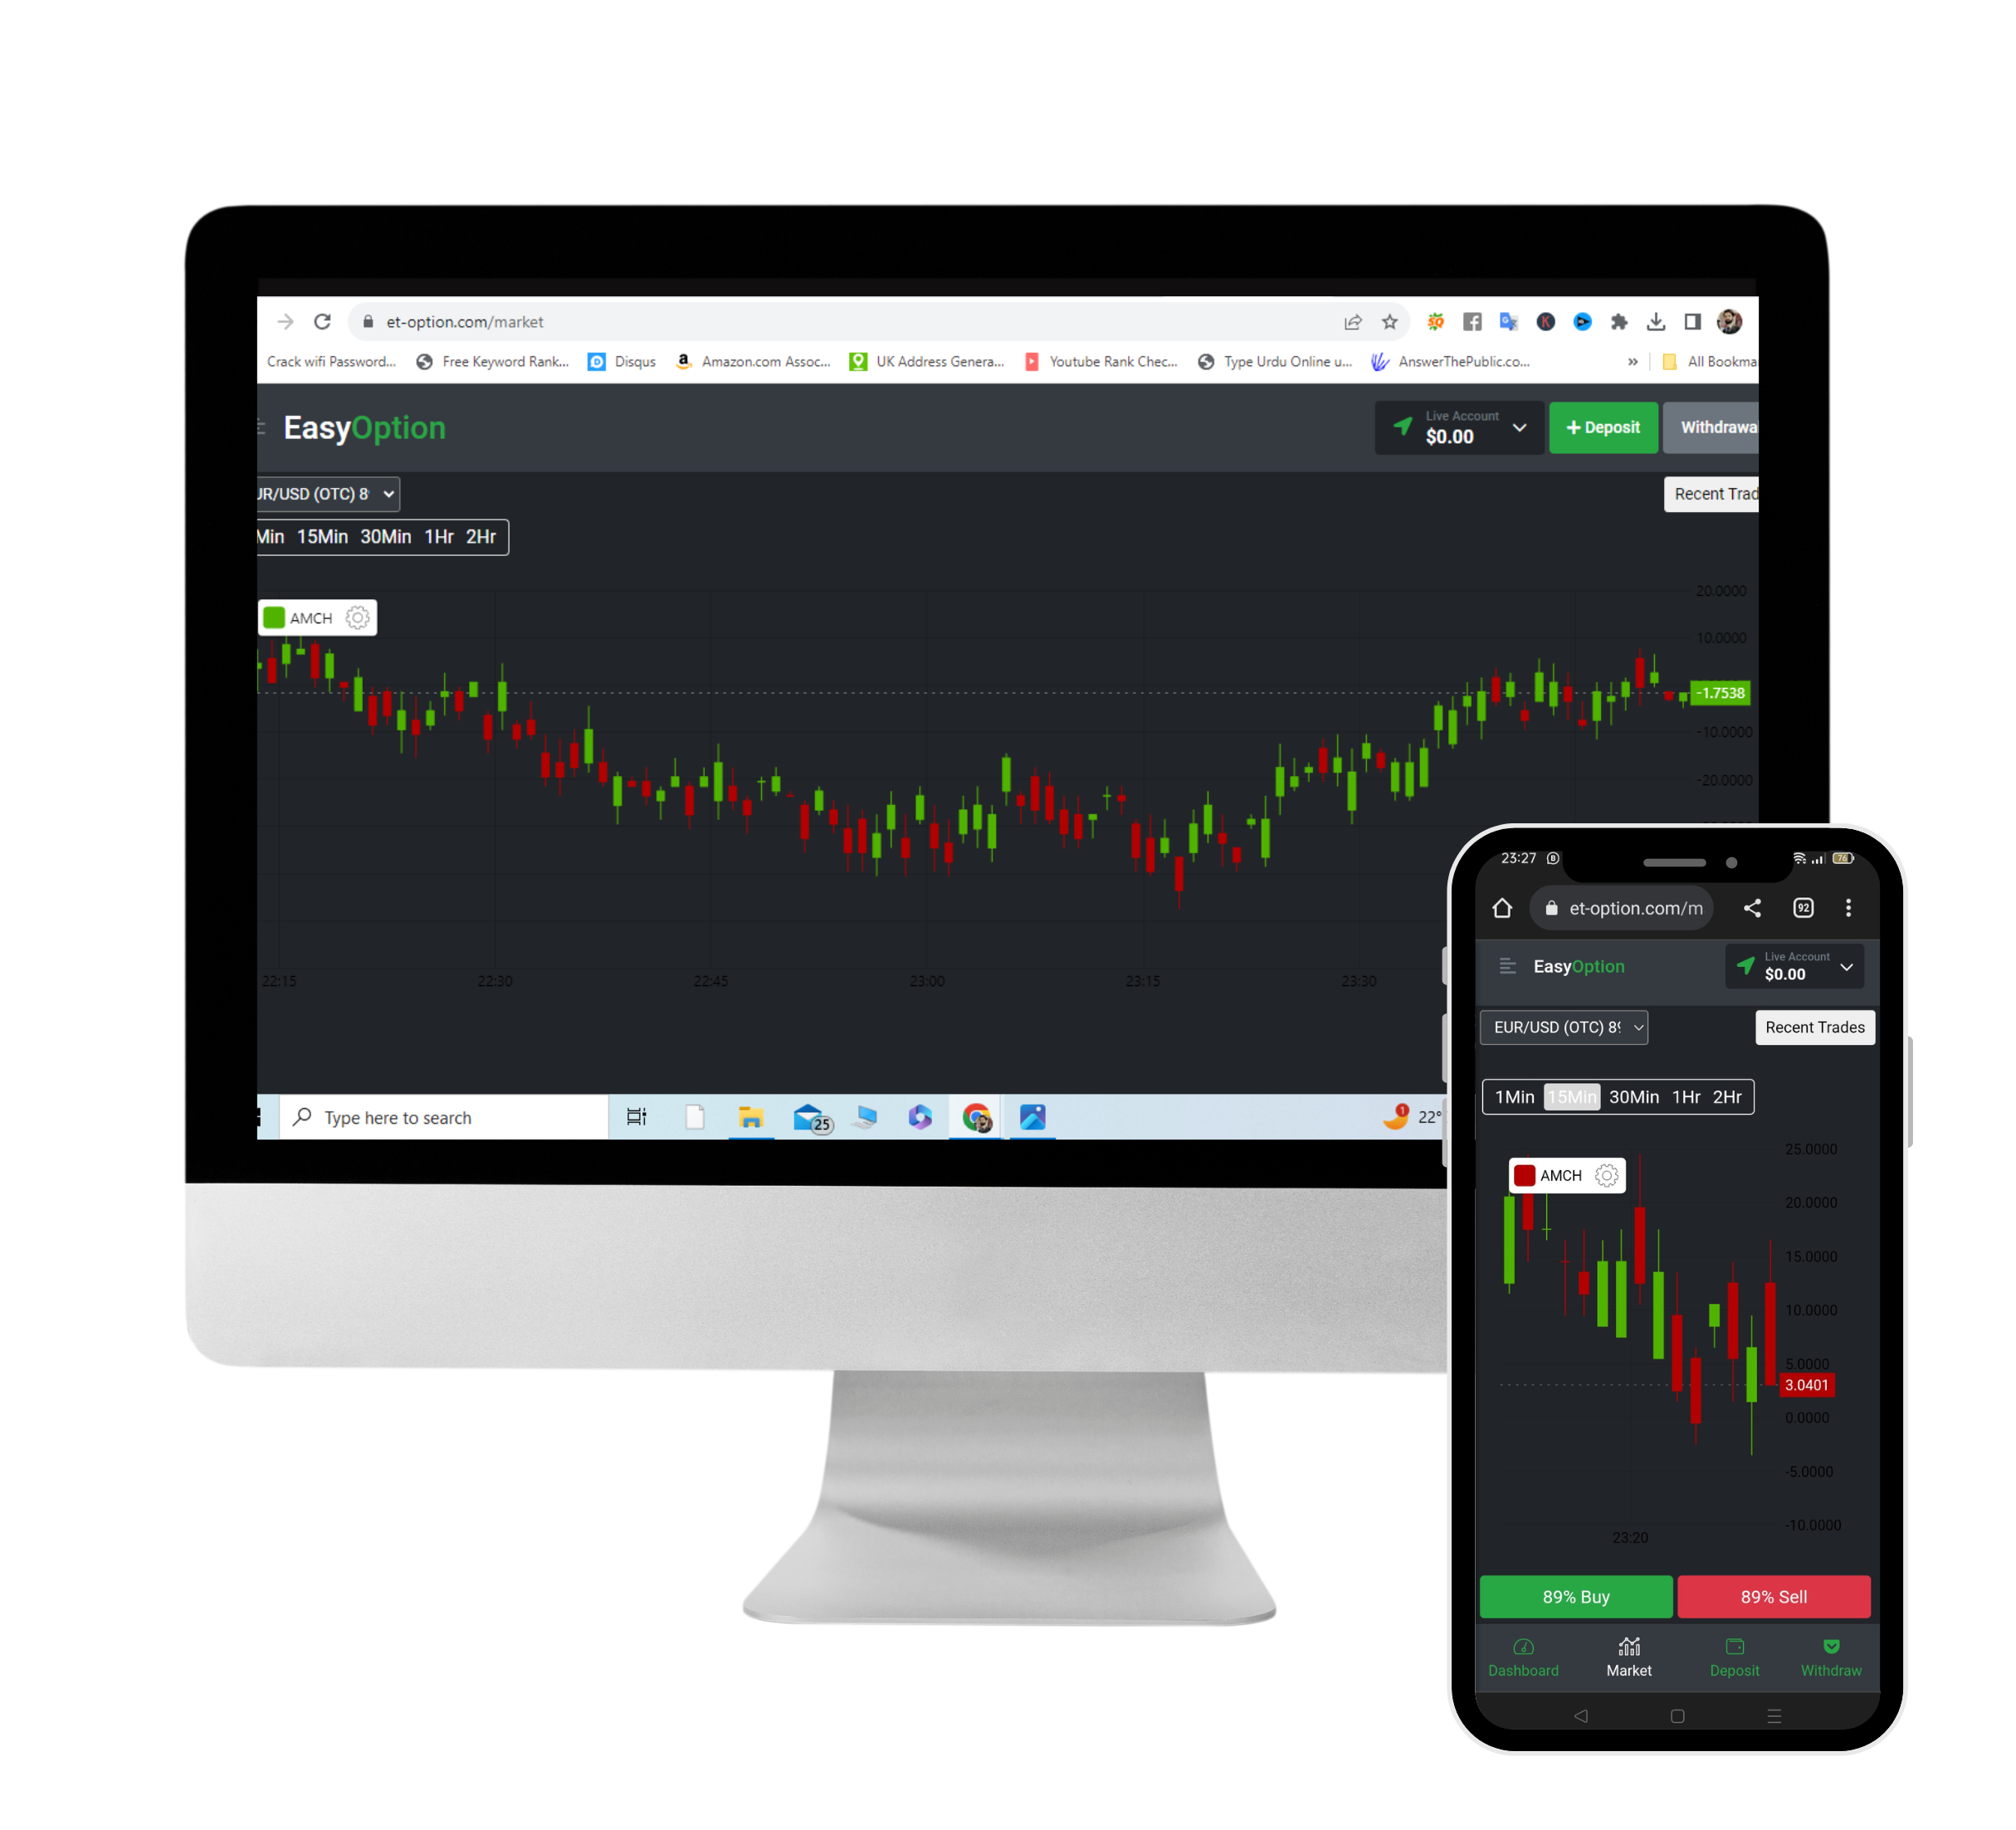 et-option.com/market
Crack wifi Password... Free Keyword Rank... Disqus Amazon.com Assoc... UK Address Genera... Youtube Rank Chec... Type Urdu Online u... AnswerThePublic.co... » All Bookma
EasyOption
Live Account
$0.00
+ Deposit
Withdrawa
UR/USD (OTC) 8
Recent Trad
Min 15Min 30Min 1Hr 2Hr
AMCH
20.0000
10.0000
-1.7538
-10.0000
-20.0000
22:15 22:30 22:45 23:00 23:15 23:30
Type here to search
25
1
22°
23:27
76
et-option.com/m
92
EasyOption
Live Account
$0.00
EUR/USD (OTC) 89
Recent Trades
1Min 15Min 30Min 1Hr 2Hr
AMCH
25.0000
20.0000
15.0000
10.0000
5.0000
3.0401
0.0000
-5.0000
-10.0000
23:20
89% Buy
89% Sell
Dashboard Market Deposit Withdraw